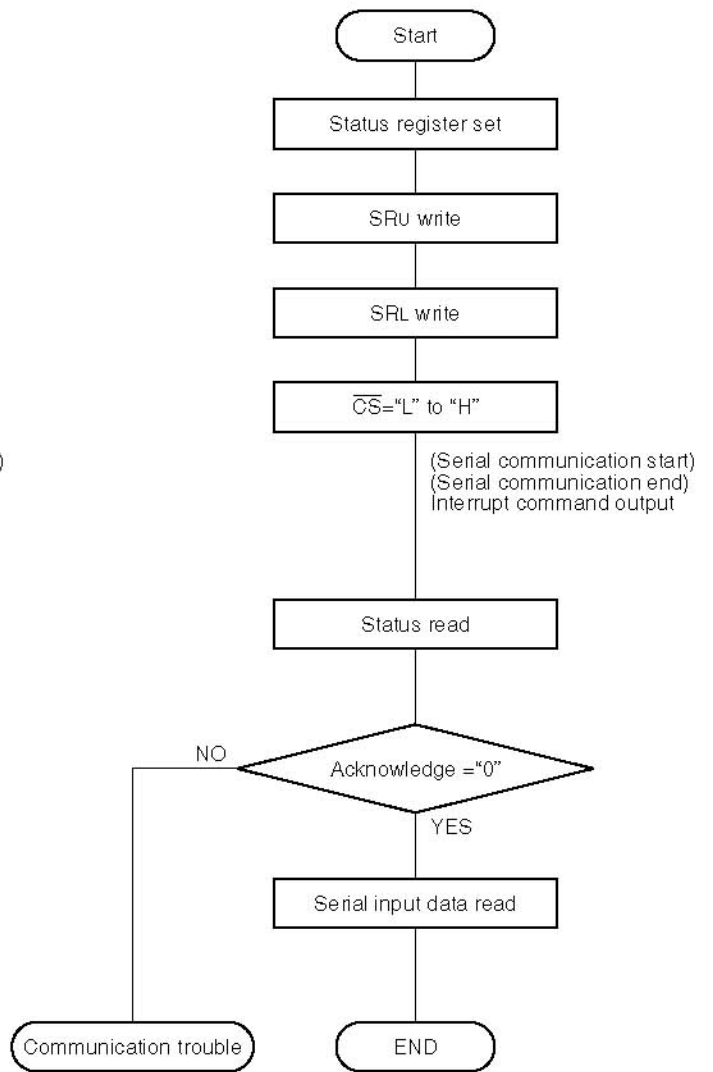 Start
Status register set
SRU write
SRL write
C̅S̅=“L” to “H”
)
(Serial communication start)
(Serial communication end)
Interrupt command output
Status read
NO
Acknowledge =“0”
YES
Serial input data read
Communication trouble
END